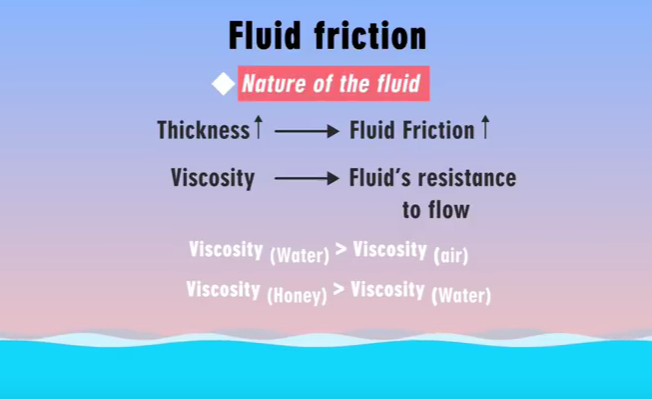 Fluid friction
Nature of the fluid
Thickness↑ → Fluid Friction↑
Viscosity → Fluid's resistance
to flow
Viscosity (Water) > Viscosity (air)
Viscosity (Honey) > Viscosity (Water)